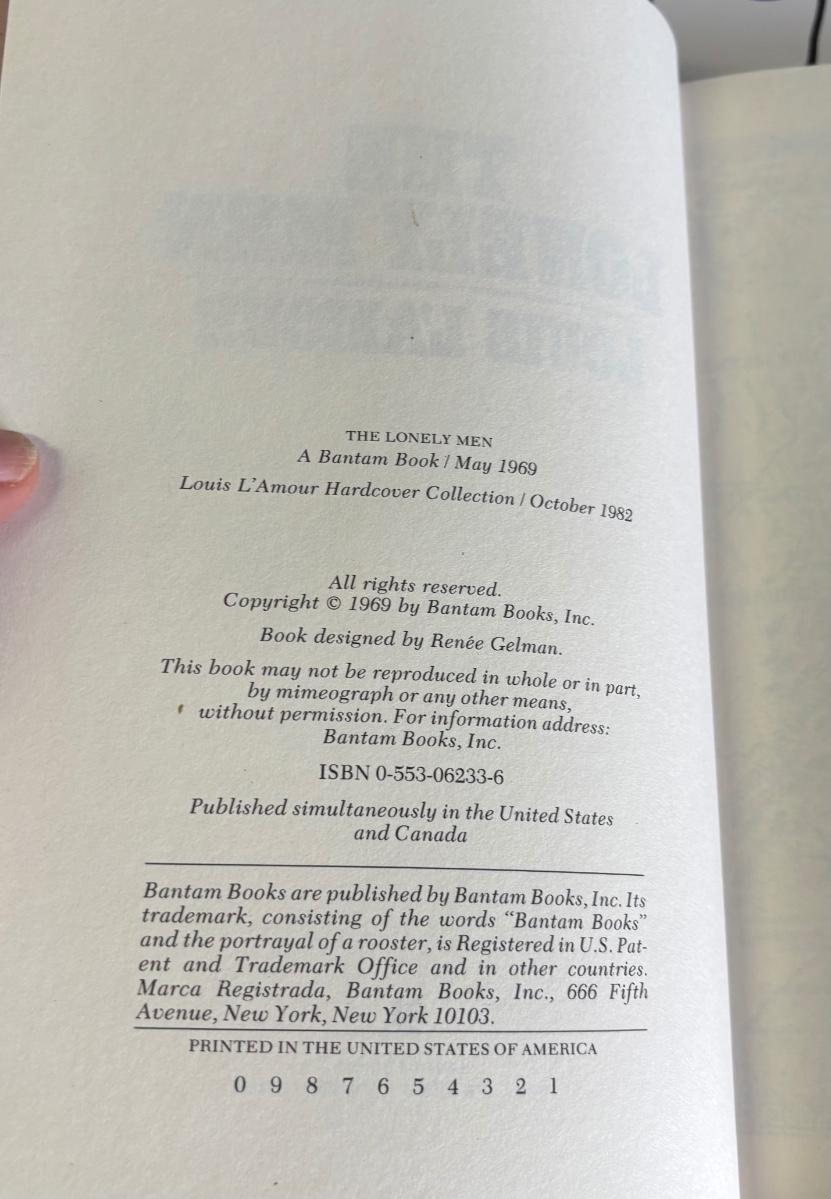 THE LONELY MEN
A Bantam Book / May 1969
Louis L'Amour Hardcover Collection / October 1982
All rights reserved.
Copyright © 1969 by Bantam Books, Inc.
Book designed by Renée Gelman.
This book may not be reproduced in whole or in part,
by mimeograph or any other means,
without permission. For information address:
Bantam Books, Inc.
ISBN 0-553-06233-6
Published simultaneously in the United States
and Canada
Bantam Books are published by Bantam Books, Inc. Its
trademark, consisting of the words “Bantam Books”
and the portrayal of a rooster, is Registered in U.S. Pat-
ent and Trademark Office and in other countries.
Marca Registrada, Bantam Books, Inc., 666 Fifth
Avenue, New York, New York 10103.
PRINTED IN THE UNITED STATES OF AMERICA
0 9 8 7 6 5 4 3 2 1